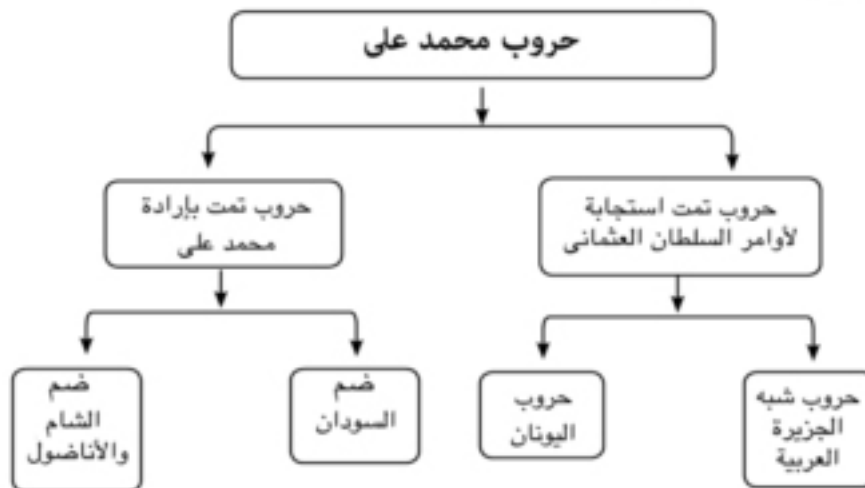 حروب محمد على
حروب تمت استجابة
لأوامر السلطان العثمانى
حروب تمت بإرادة
محمد على
حروب شبه
الجزيرة
العربية
حروب
اليونان
ضم
السودان
ضم
الشام
والأناضول